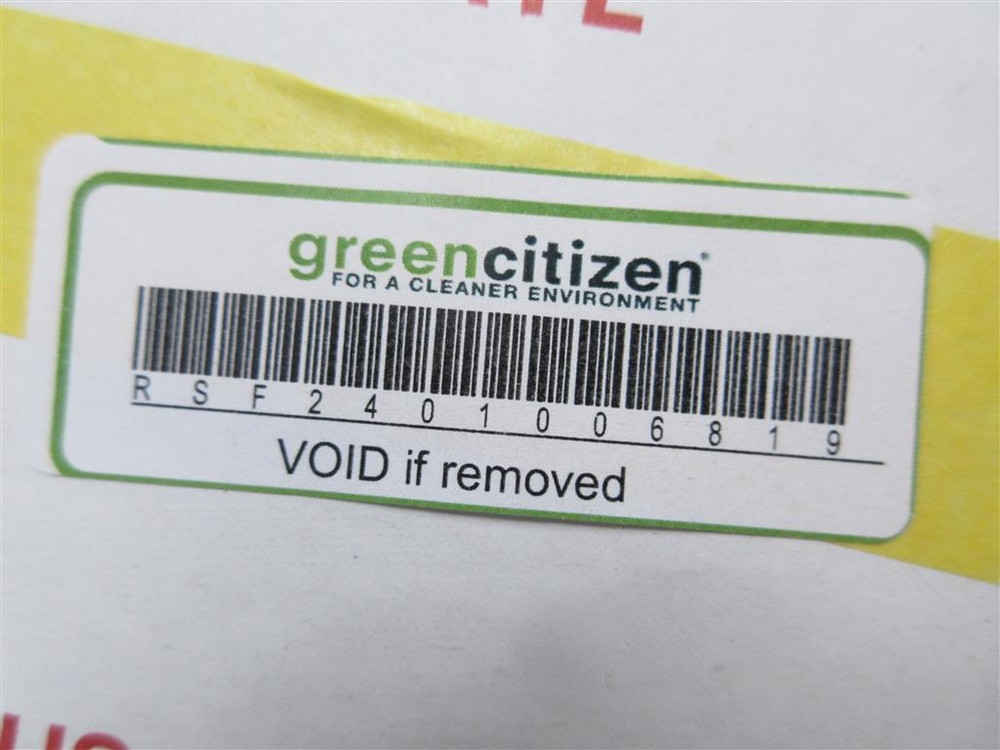 greencitizen®
FOR A CLEANER ENVIRONMENT
RSF2401006819
VOID if removed